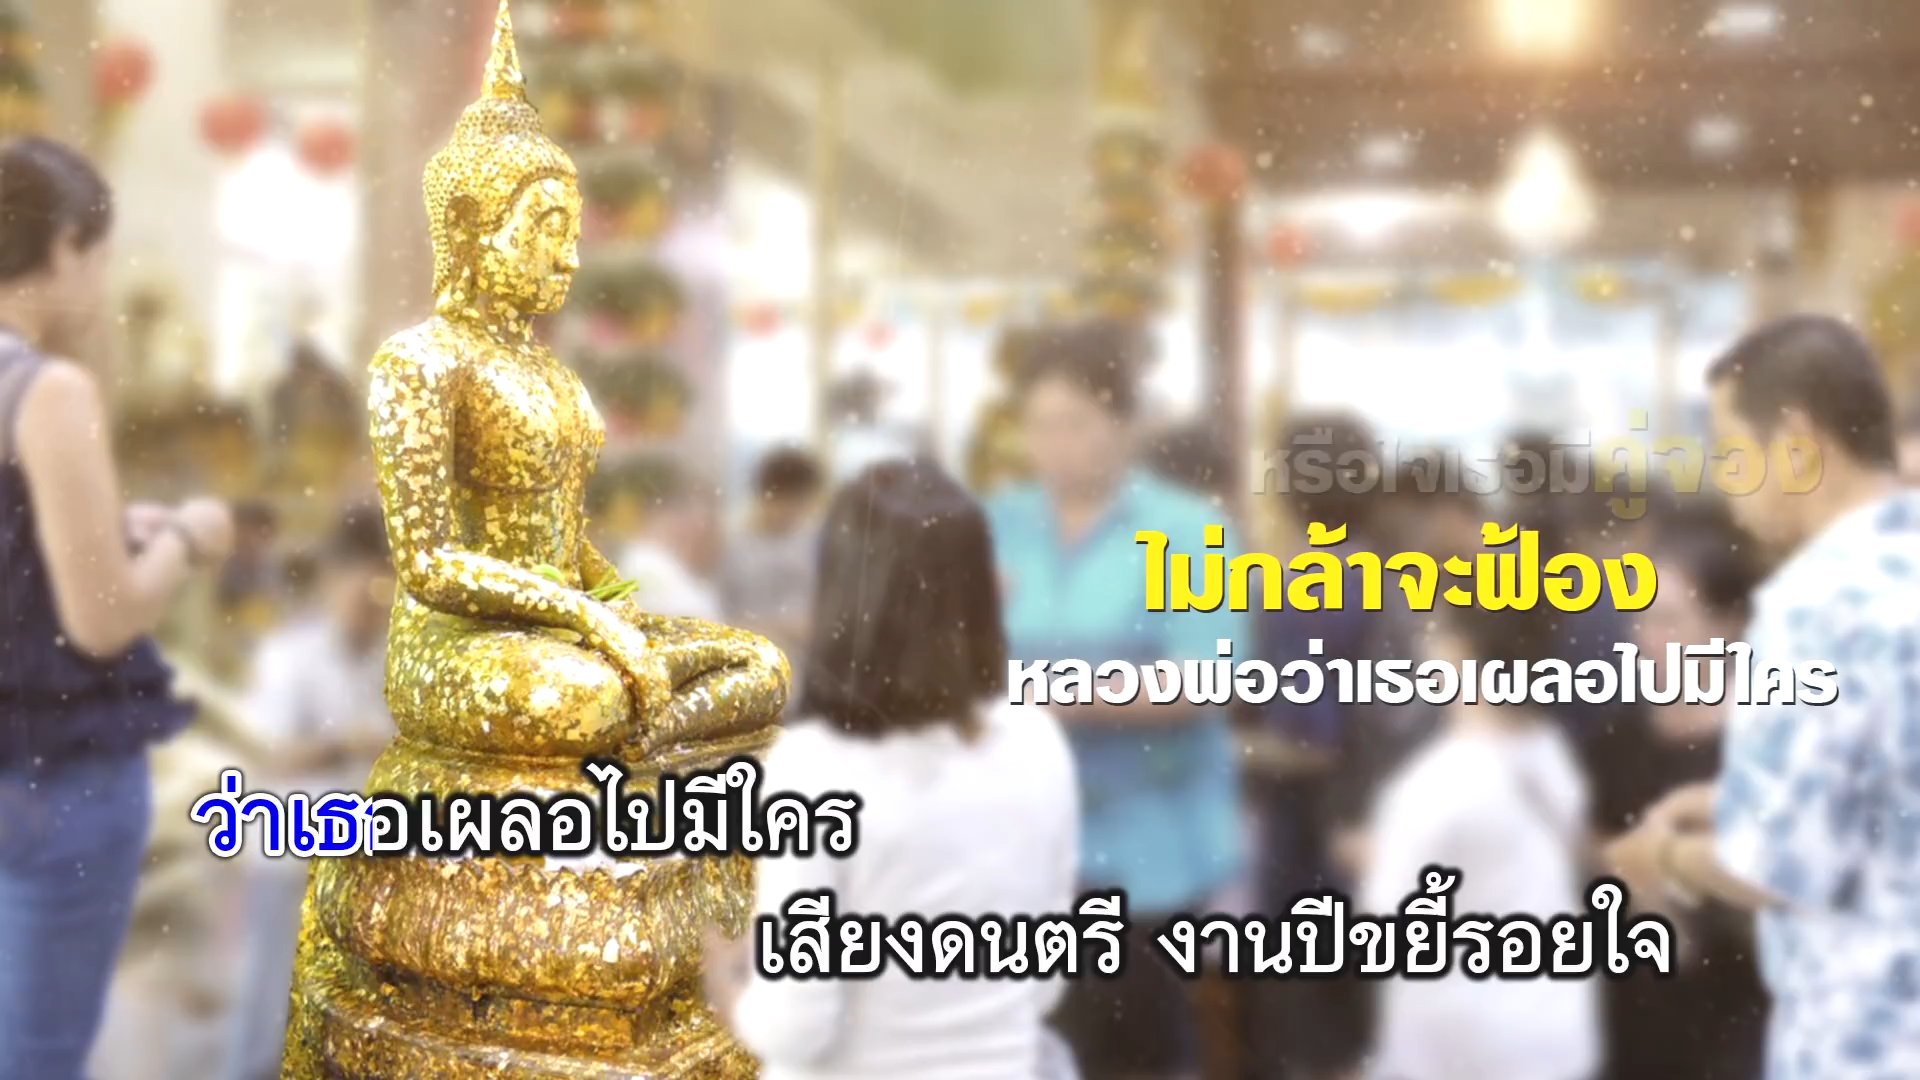 หรือใจเธอมีคู่จอง
ไม่กล้าจะฟ้อง
หลวงพ่อว่าเธอเผลอไปมีใคร
ว่าเธอเผลอไปมีใคร
เสียงดนตรี งานปีขยี้รอยใจ